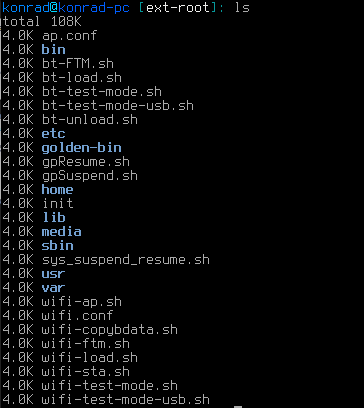 konrad@konrad-pc [ext-root]: ls
total 108K
4.0K ap.conf
4.0K bin
4.0K bt-FTM.sh
4.0K bt-load.sh
4.0K bt-test-mode.sh
4.0K bt-test-mode-usb.sh
4.0K bt-unload.sh
4.0K etc
4.0K golden-bin
4.0K gpResume.sh
4.0K gpSuspend.sh
4.0K home
4.0K init
4.0K lib
4.0K media
4.0K sbin
4.0K sys_suspend_resume.sh
4.0K usr
4.0K var
4.0K wifi-ap.sh
4.0K wifi.conf
4.0K wifi-copybdata.sh
4.0K wifi-ftm.sh
4.0K wifi-load.sh
4.0K wifi-sta.sh
4.0K wifi-test-mode.sh
4.0K wifi-test-mode-usb.sh